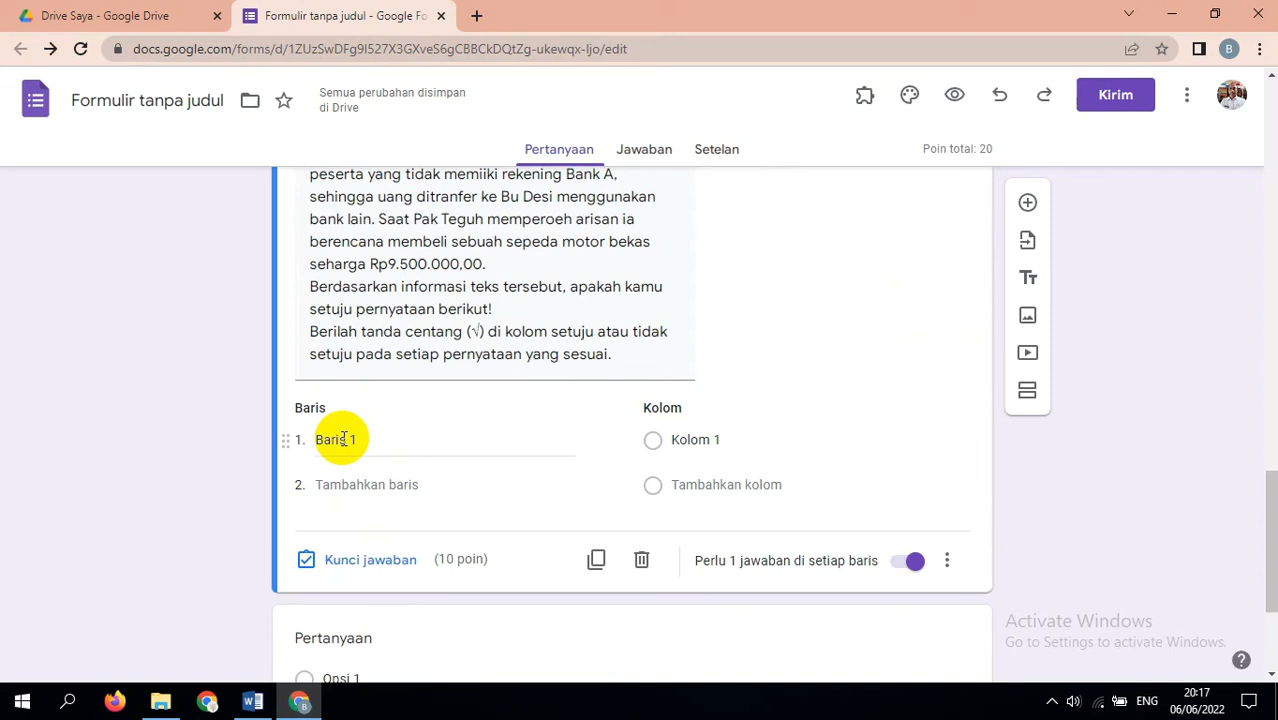 Drive Saya - Google Drive
Formulir tanpa judul - Google Fo
docs.google.com/forms/d/1ZUzSwDFg9I527X3GXveS6gCBBCkDQtZg-ukewqx-ljo/edit
B
Formulir tanpa judul
Semua perubahan disimpan
di Drive
Kirim
Pertanyaan
Jawaban
Setelan
Poin total: 20
peserta yang tidak memiiki rekening Bank A,
sehingga uang ditranfer ke Bu Desi menggunakan
bank lain. Saat Pak Teguh memperoeh arisan ia
berencana membeli sebuah sepeda motor bekas
seharga Rp9.500.000,00.
Berdasarkan informasi teks tersebut, apakah kamu
setuju pernyataan berikut!
Berilah tanda centang (√) di kolom setuju atau tidak
setuju pada setiap pernyataan yang sesuai.
Baris
Kolom
1. Baris 1
Kolom 1
2. Tambahkan baris
Tambahkan kolom
Kunci jawaban
(10 poin)
Perlu 1 jawaban di setiap baris
Pertanyaan
Opsi 1
Activate Windows
Go to Settings to activate Windows.
ENG
20:17
06/06/2022